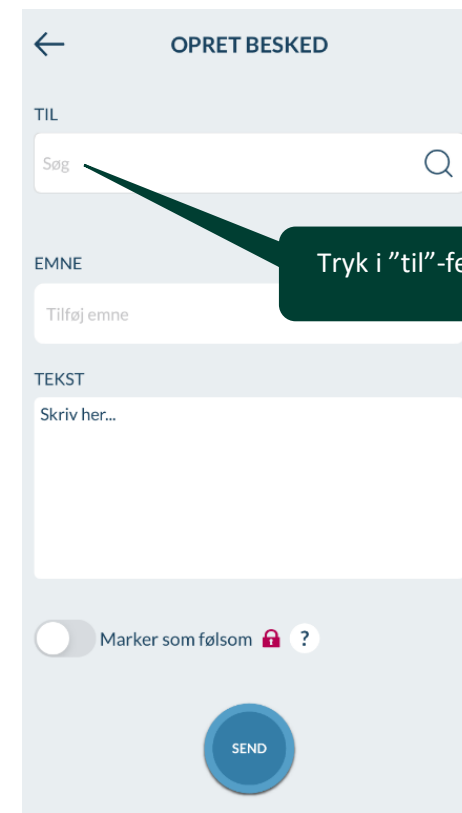 OPRET BESKED
TIL
Søg
Tryk i ”til”-fe
EMNE
Tilføj emne
TEKST
Skriv her...
Marker som følsom ?
SEND